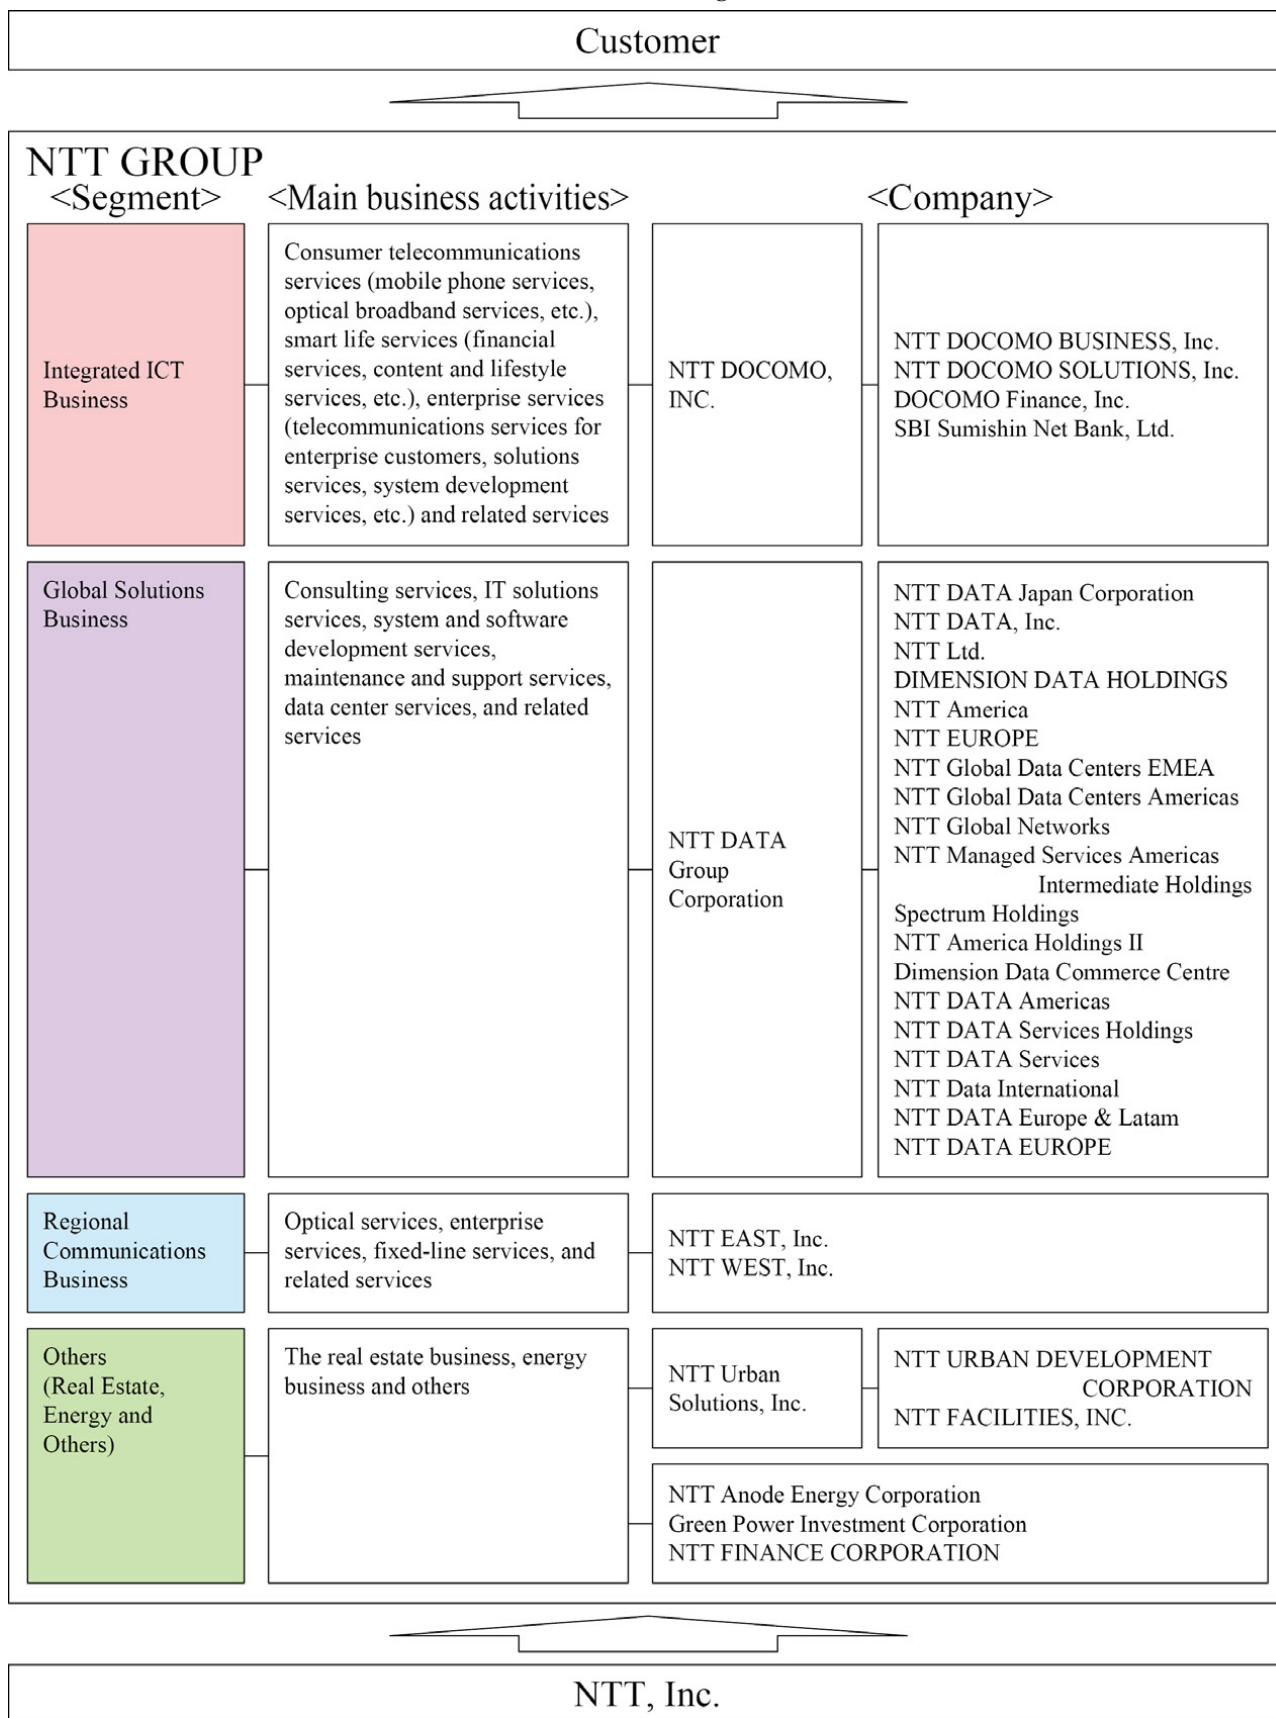 Customer
NTT GROUP
<Segment>
<Main business activities>
<Company>
Integrated ICT
Business
Consumer telecommunications
services (mobile phone services,
optical broadband services, etc.),
smart life services (financial
services, content and lifestyle
services, etc.), enterprise services
(telecommunications services for
enterprise customers, solutions
services, system development
services, etc.) and related services
NTT DOCOMO,
INC.
NTT DOCOMO BUSINESS, Inc.
NTT DOCOMO SOLUTIONS, Inc.
DOCOMO Finance, Inc.
SBI Sumishin Net Bank, Ltd.
Global Solutions
Business
Consulting services, IT solutions
services, system and software
development services,
maintenance and support services,
data center services, and related
services
NTT DATA
Group
Corporation
NTT DATA Japan Corporation
NTT DATA, Inc.
NTT Ltd.
DIMENSION DATA HOLDINGS
NTT America
NTT EUROPE
NTT Global Data Centers EMEA
NTT Global Data Centers Americas
NTT Global Networks
NTT Managed Services Americas
Intermediate Holdings
Spectrum Holdings
NTT America Holdings II
Dimension Data Commerce Centre
NTT DATA Americas
NTT DATA Services Holdings
NTT DATA Services
NTT Data International
NTT DATA Europe & Latam
NTT DATA EUROPE
Regional
Communications
Business
Optical services, enterprise
services, fixed-line services, and
related services
NTT EAST, Inc.
NTT WEST, Inc.
Others
(Real Estate,
Energy and
Others)
The real estate business, energy
business and others
NTT Urban
Solutions, Inc.
NTT URBAN DEVELOPMENT
CORPORATION
NTT FACILITIES, INC.
NTT Anode Energy Corporation
Green Power Investment Corporation
NTT FINANCE CORPORATION
NTT, Inc.